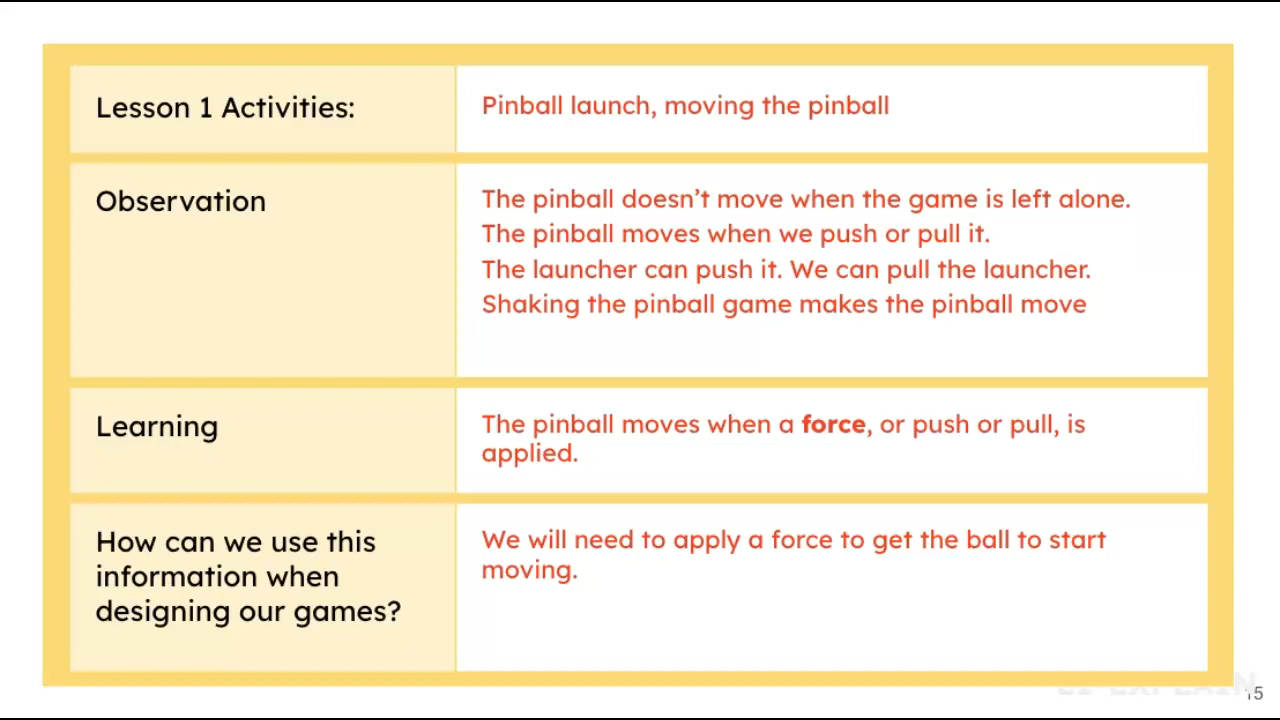 Lesson 1 Activities:
Pinball launch, moving the pinball
Observation
The pinball doesn’t move when the game is left alone.
The pinball moves when we push or pull it.
The launcher can push it. We can pull the launcher.
Shaking the pinball game makes the pinball move
Learning
The pinball moves when a force, or push or pull, is
applied.
How can we use this
information when
designing our games?
We will need to apply a force to get the ball to start
moving.
15